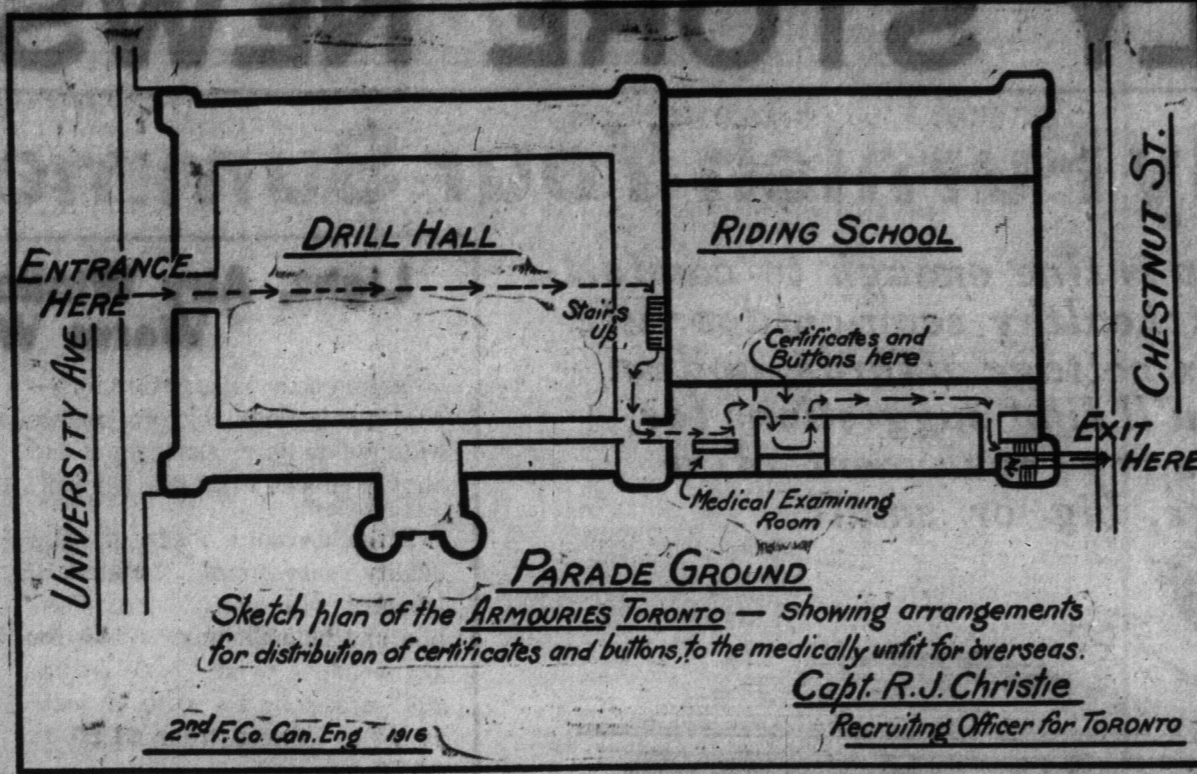 DRILL HALL
RIDING SCHOOL
ENTRANCE
HERE
Stairs
Up.
Certificates and
Buttons here
UNIVERSITY AVE
CHESTNUT ST.
EXIT
HERE
Medical Examining
Room
PARADE GROUND
Sketch plan of the ARMOURIES TORONTO — showing arrangements
for distribution of certificates and buttons, to the medically unfit for overseas.
Capt. R.J. Christie
Recruiting Officer for TORONTO
2nd F. Co. Can. Eng 1916